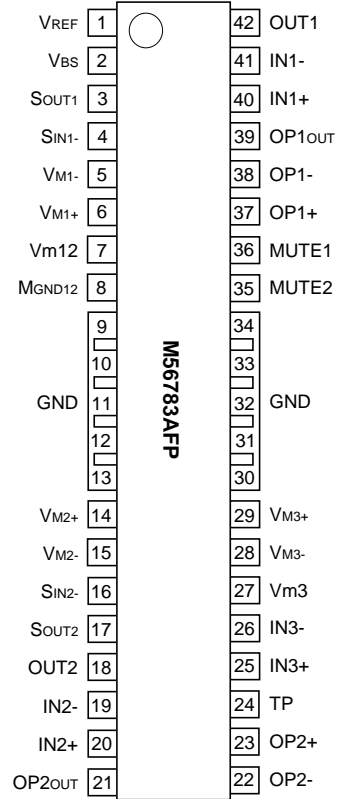 VREF 1 42 OUT1
VBS 2 41 IN1-
SOUT1 3 40 IN1+
SIN1- 4 39 OP1OUT
VM1- 5 38 OP1-
VM1+ 6 37 OP1+
Vm12 7 36 MUTE1
MGND12 8 35 MUTE2
9 34
10 33
GND 11 32 GND
12 31
13 30
M56783AFP
VM2+ 14 29 VM3+
VM2- 15 28 VM3-
SIN2- 16 27 Vm3
SOUT2 17 26 IN3-
OUT2 18 25 IN3+
IN2- 19 24 TP
IN2+ 20 23 OP2+
OP2OUT 21 22 OP2-